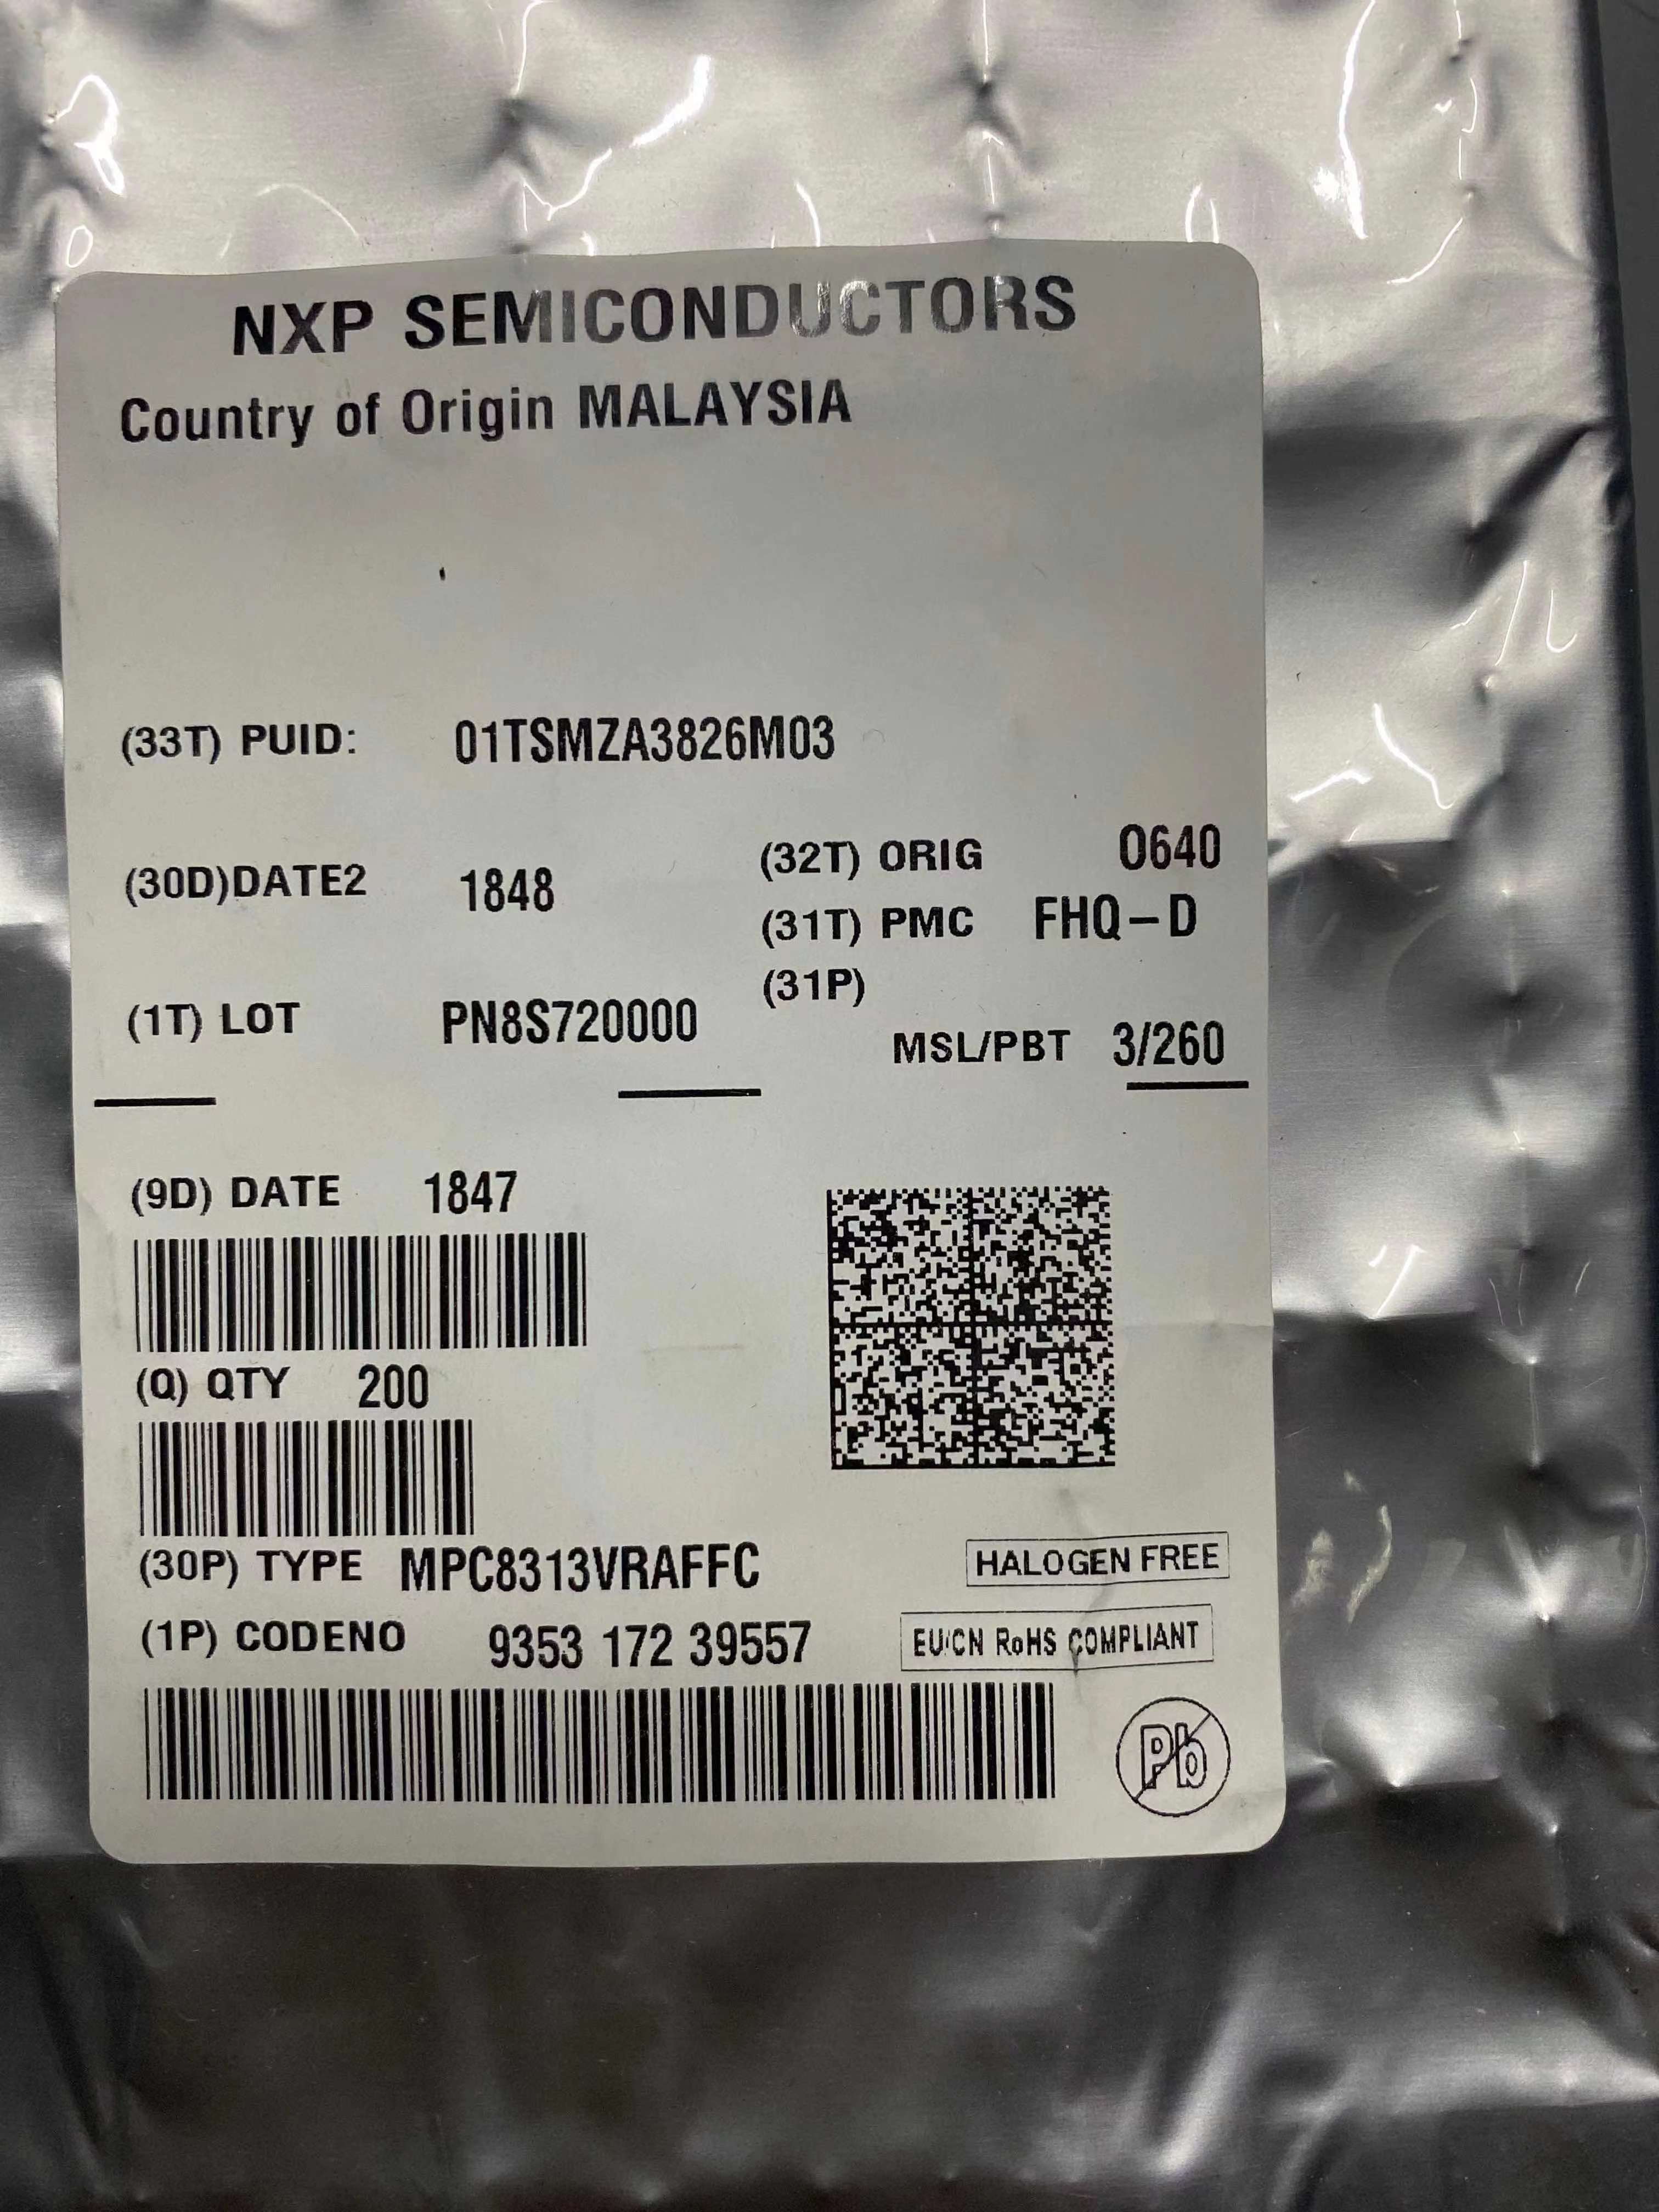 NXP SEMICONDUCTORS
Country of Origin MALAYSIA
(33T) PUID: 01TSMZA3826M03
(30D)DATE2 1848
(32T) ORIG 0640
(31T) PMC FHQ-D
(31P)
(1T) LOT PN8S720000
MSL/PBT 3/260
(9D) DATE 1847
(Q) QTY 200
(30P) TYPE MPC8313VRAFFC
HALOGEN FREE
(1P) CODENO 9353 172 39557
EU/CN RoHS COMPLIANT
Pb